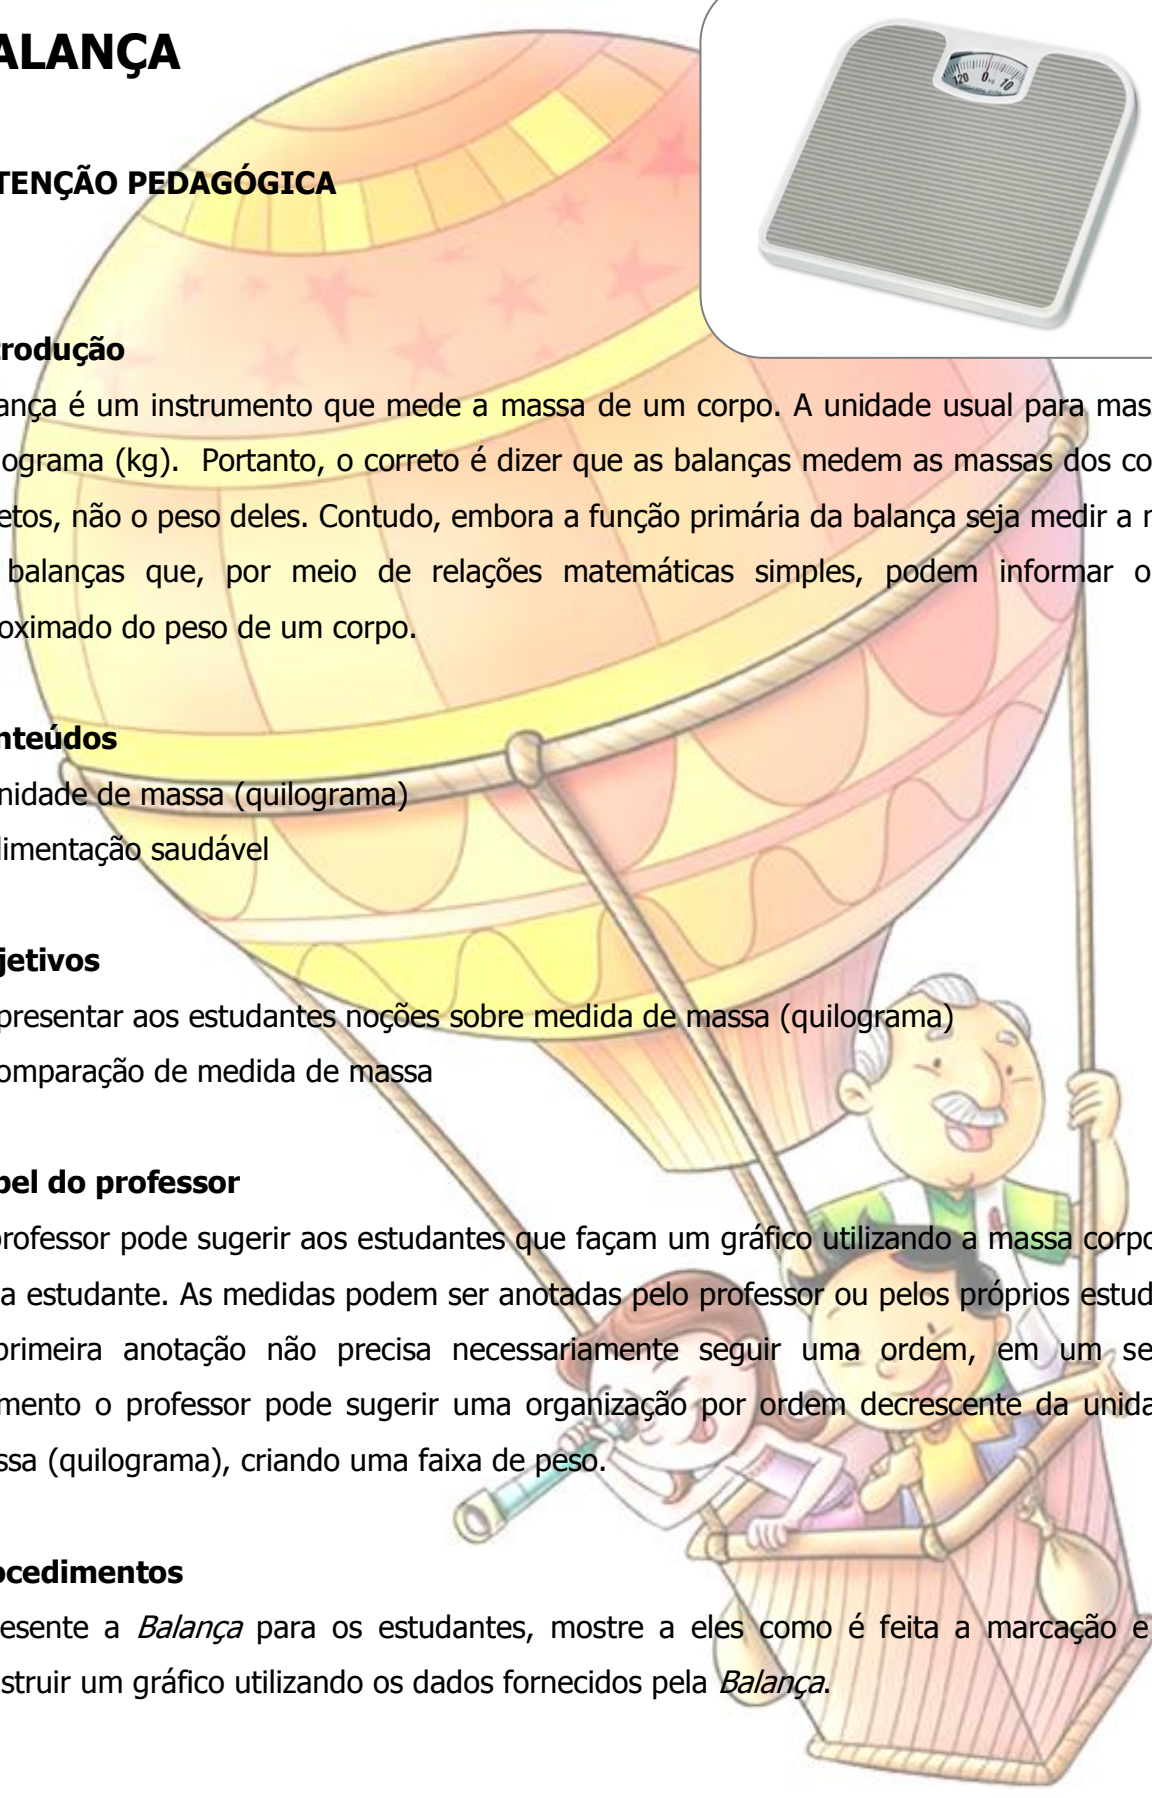 ALANÇA
120 0 10
TENÇÃO PEDAGÓGICA
trodução
ança é um instrumento que mede a massa de um corpo. A unidade usual para mas
ograma (kg). Portanto, o correto é dizer que as balanças medem as massas dos co
etos, não o peso deles. Contudo, embora a função primária da balança seja medir a
balanças que, por meio de relações matemáticas simples, podem informar o
oximado do peso de um corpo.
nteúdos
nidade de massa (quilograma)
limentação saudável
jetivos
presentar aos estudantes noções sobre medida de massa (quilograma)
omparação de medida de massa
pel do professor
professor pode sugerir aos estudantes que façam um gráfico utilizando a massa corpo
a estudante. As medidas podem ser anotadas pelo professor ou pelos próprios estud
primeira anotação não precisa necessariamente seguir uma ordem, em um se
mento o professor pode sugerir uma organização por ordem decrescente da unida
ssa (quilograma), criando uma faixa de peso.
ocedimentos
esente a Balança para os estudantes, mostre a eles como é feita a marcação e
struir um gráfico utilizando os dados fornecidos pela Balança.